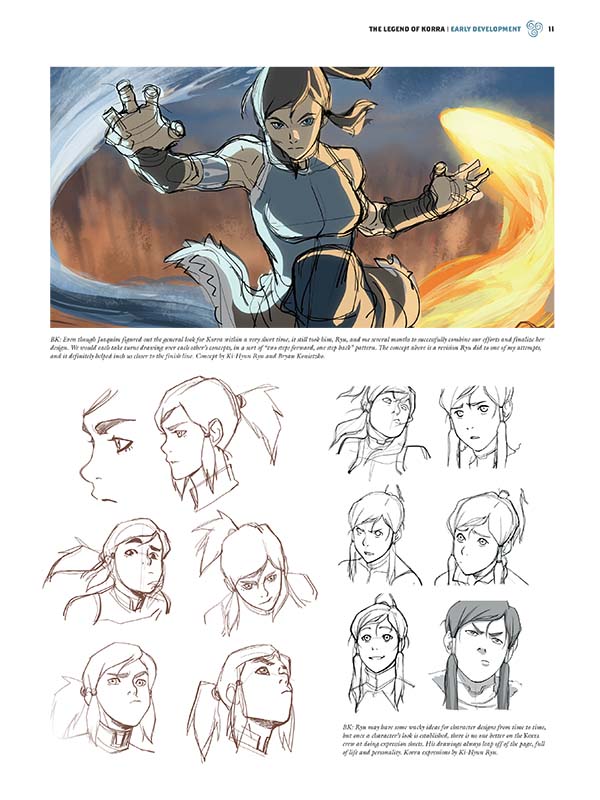 THE LEGEND OF KORRA | EARLY DEVELOPMENT 11
BK: Even though Joaquim figured out the general look for Korra within a very short time, it still took him, Ryu, and me several months to successfully combine our efforts and finalize her
design. We would each take turns drawing over each other's concepts, in a sort of "two steps forward, one step back" pattern. The concept above is a revision Ryu did to one of my attempts,
and it definitely helped inch us closer to the finish line. Concept by Ki-Hyun Ryu and Bryan Konietzko.
BK: Ryu may have some wacky ideas for character designs from time to time,
but once a character's look is established, there is no one better on the Korra
crew at doing expression sheets. His drawings always leap off of the page, full
of life and personality. Korra expressions by Ki-Hyun Ryu.